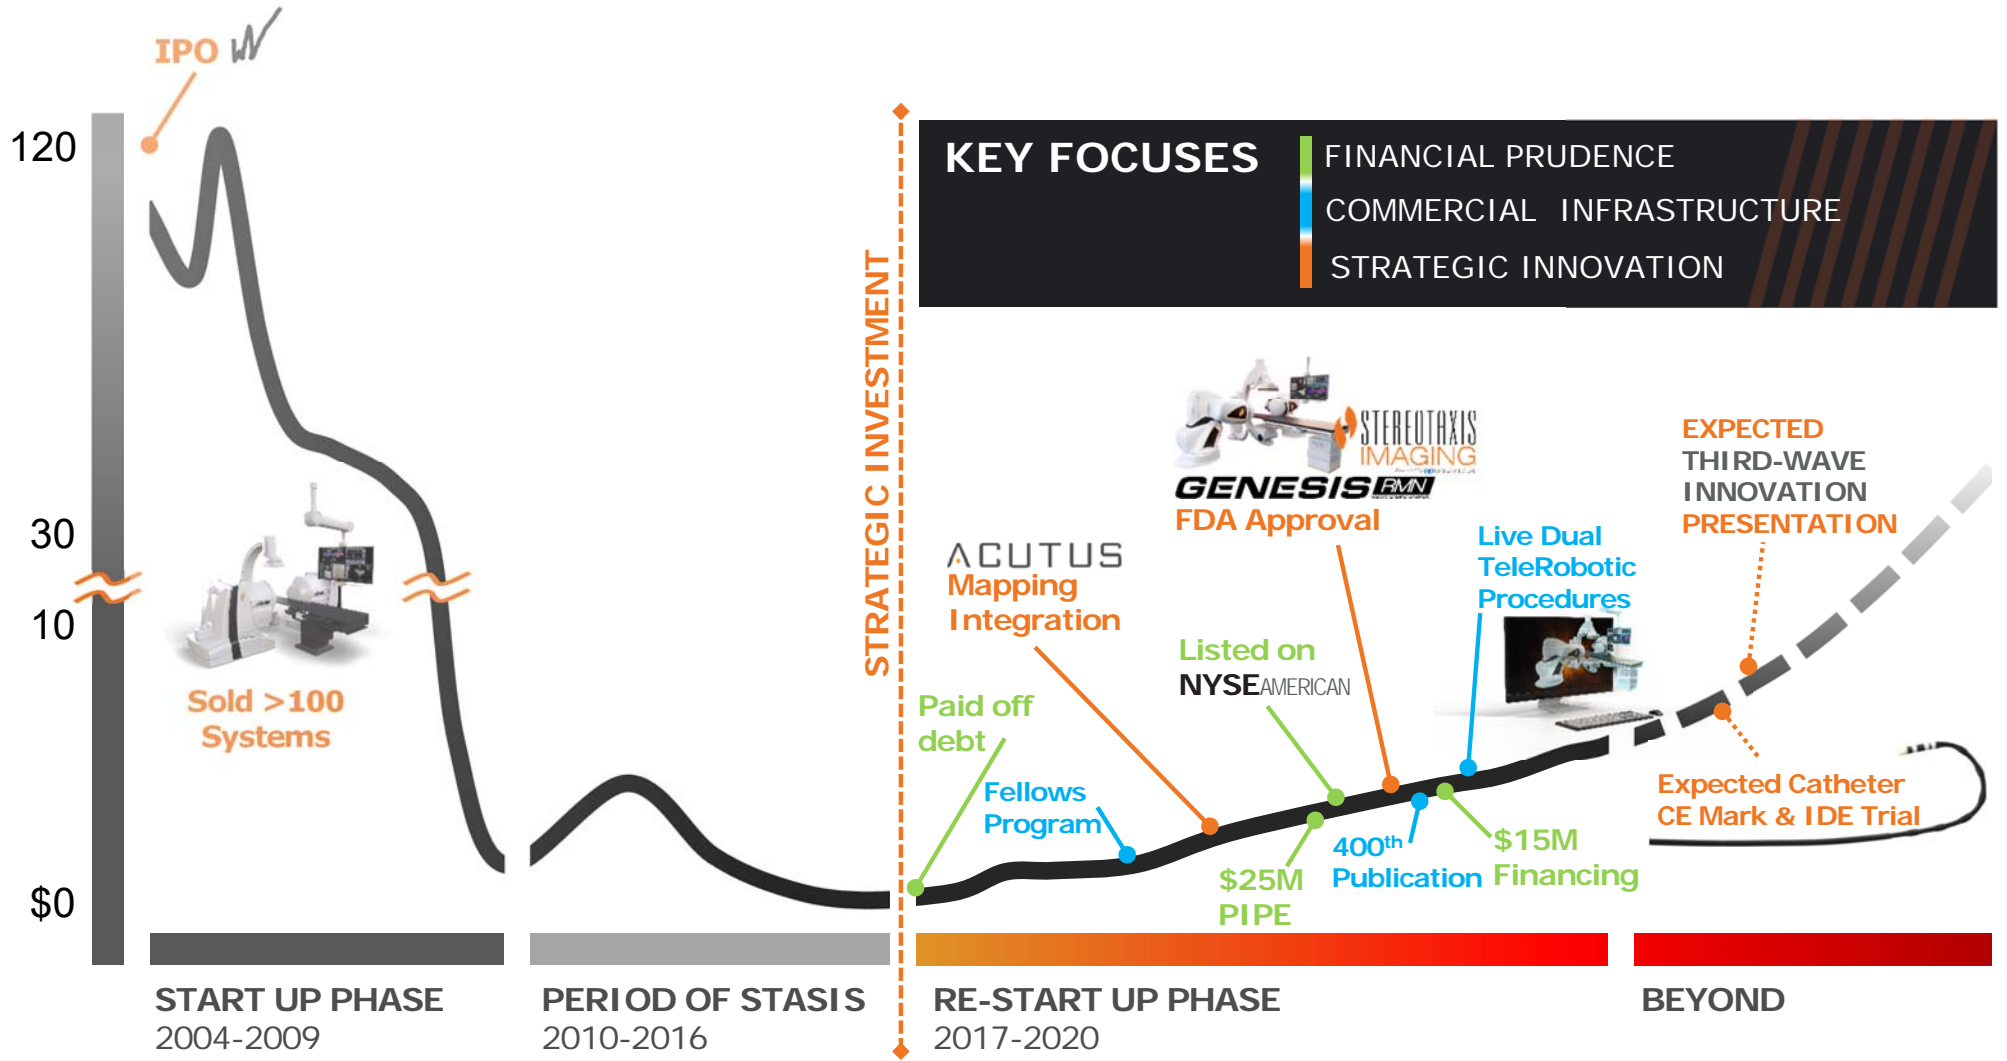 IPO
120
30
10
$0
Sold >100
Systems
STRATEGIC INVESTMENT
KEY FOCUSES
FINANCIAL PRUDENCE
COMMERCIAL INFRASTRUCTURE
STRATEGIC INNOVATION
Paid off
debt
Fellows
Program
ACUTUS
Mapping
Integration
Listed on
NYSE AMERICAN
$25M
PIPE
STEREOTAXIS
IMAGING
GENESIS RMN
FDA Approval
400th
Publication
$15M
Financing
Live Dual
TeleRobotic
Procedures
EXPECTED
THIRD-WAVE
INNOVATION
PRESENTATION
Expected Catheter
CE Mark & IDE Trial
START UP PHASE
2004-2009
PERIOD OF STASIS
2010-2016
RE-START UP PHASE
2017-2020
BEYOND